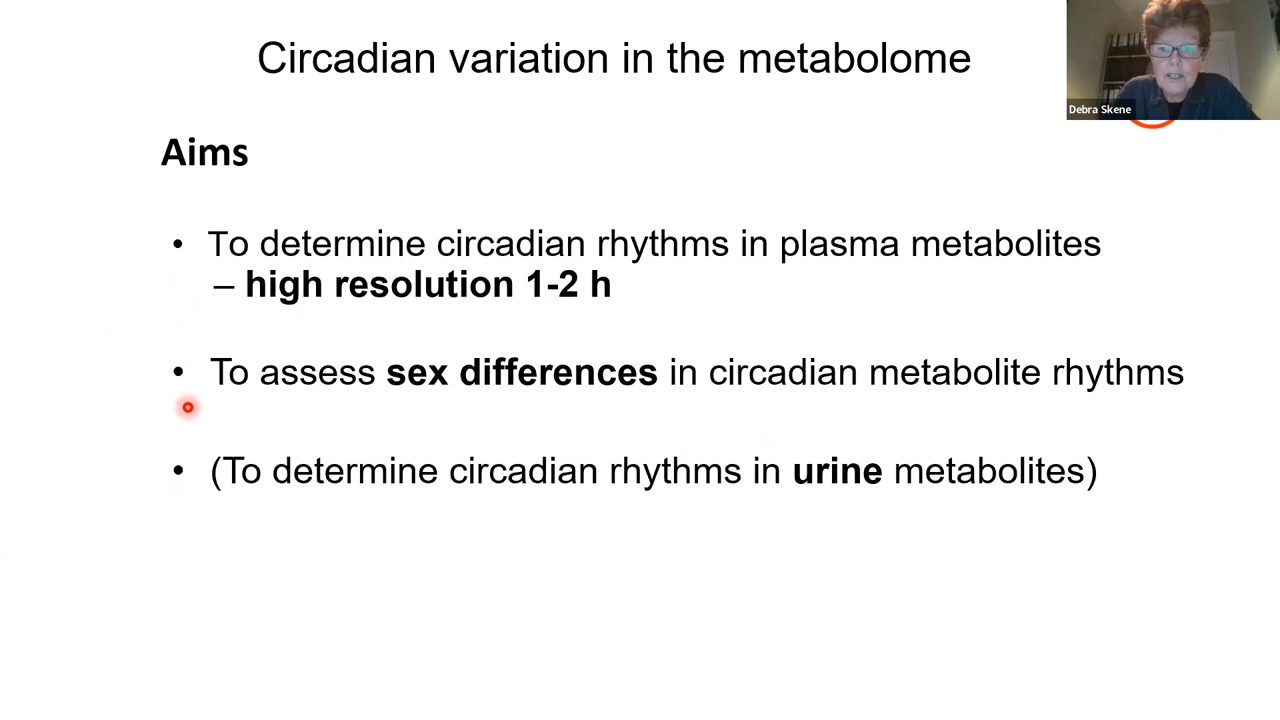 Circadian variation in the metabolome
Debra Skene
Aims
• To determine circadian rhythms in plasma metabolites
– high resolution 1-2 h
• To assess sex differences in circadian metabolite rhythms
• (To determine circadian rhythms in urine metabolites)